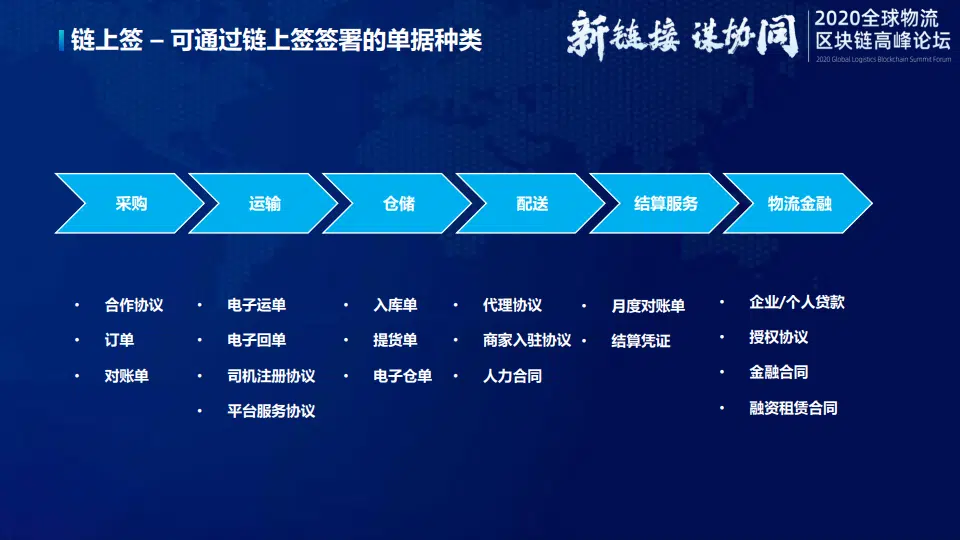 链上签 – 可通过链上签签署的单据种类
新链接 谋协同
2020全球物流
区块链高峰论坛
2020 Global Logistics Blockchain Summit Forum
采购
运输
仓储
配送
结算服务
物流金融
• 合作协议
• 订单
• 对账单
• 电子运单
• 电子回单
• 司机注册协议
• 平台服务协议
• 入库单
• 提货单
• 电子仓单
• 代理协议
• 商家入驻协议
• 人力合同
• 月度对账单
• 结算凭证
• 企业/个人贷款
• 授权协议
• 金融合同
• 融资租赁合同